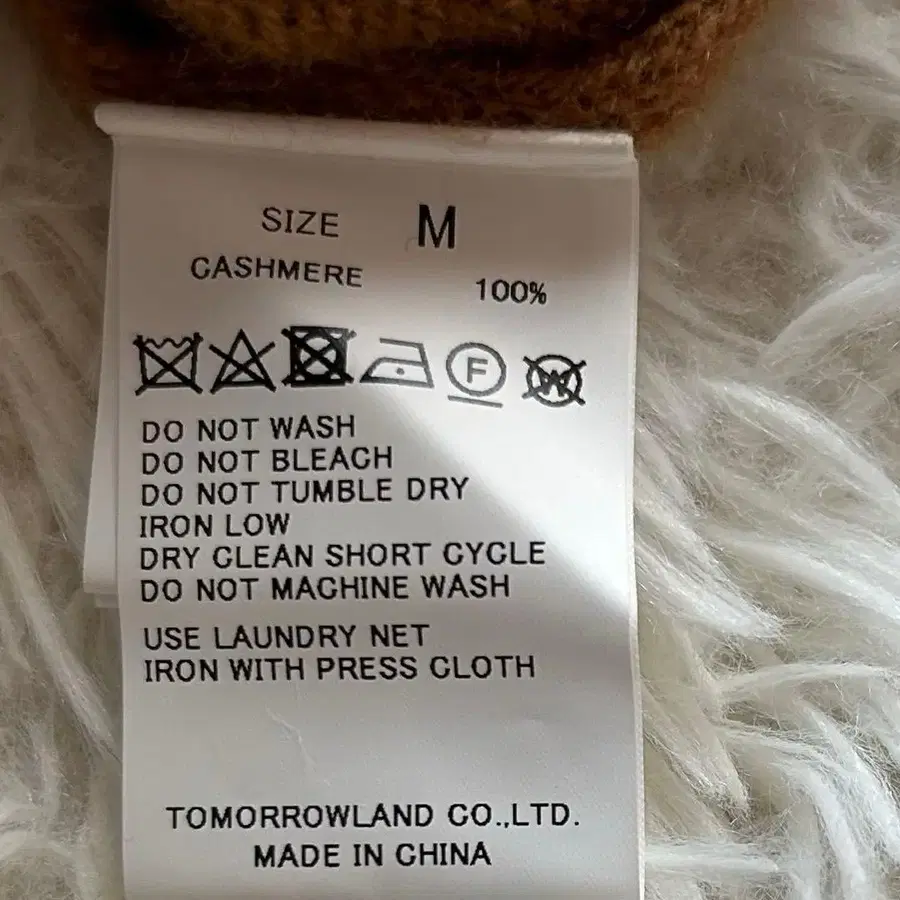 SIZE M
CASHMERE 100%
F W
DO NOT WASH
DO NOT BLEACH
DO NOT TUMBLE DRY
IRON LOW
DRY CLEAN SHORT CYCLE
DO NOT MACHINE WASH
USE LAUNDRY NET
IRON WITH PRESS CLOTH
TOMORROWLAND CO.,LTD.
MADE IN CHINA